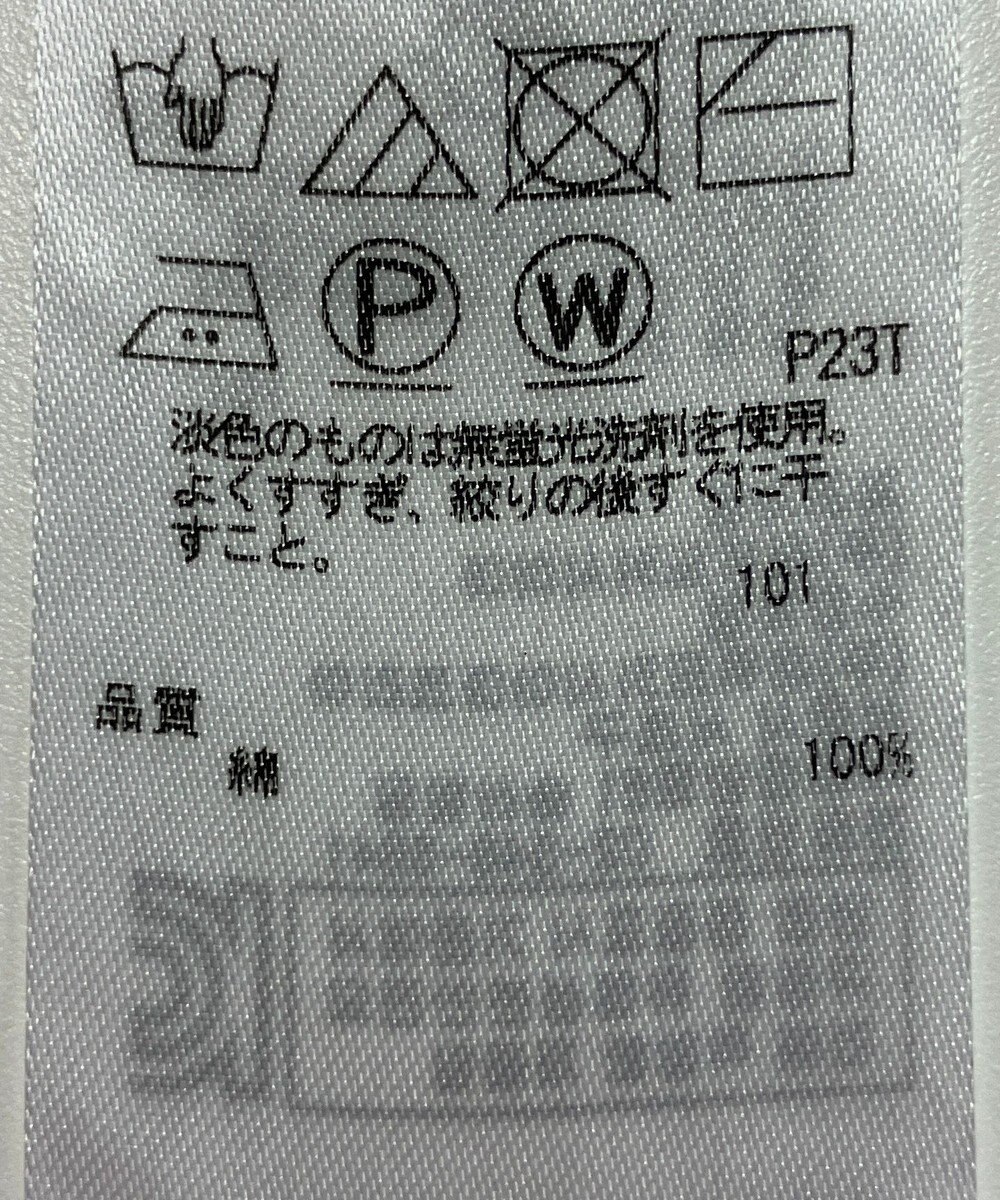 P
W
P23T
淡色のものは無蛍光洗剤を使用。
よくすすぎ、絞りの後すぐに干
すこと。
101
品質
綿 100%